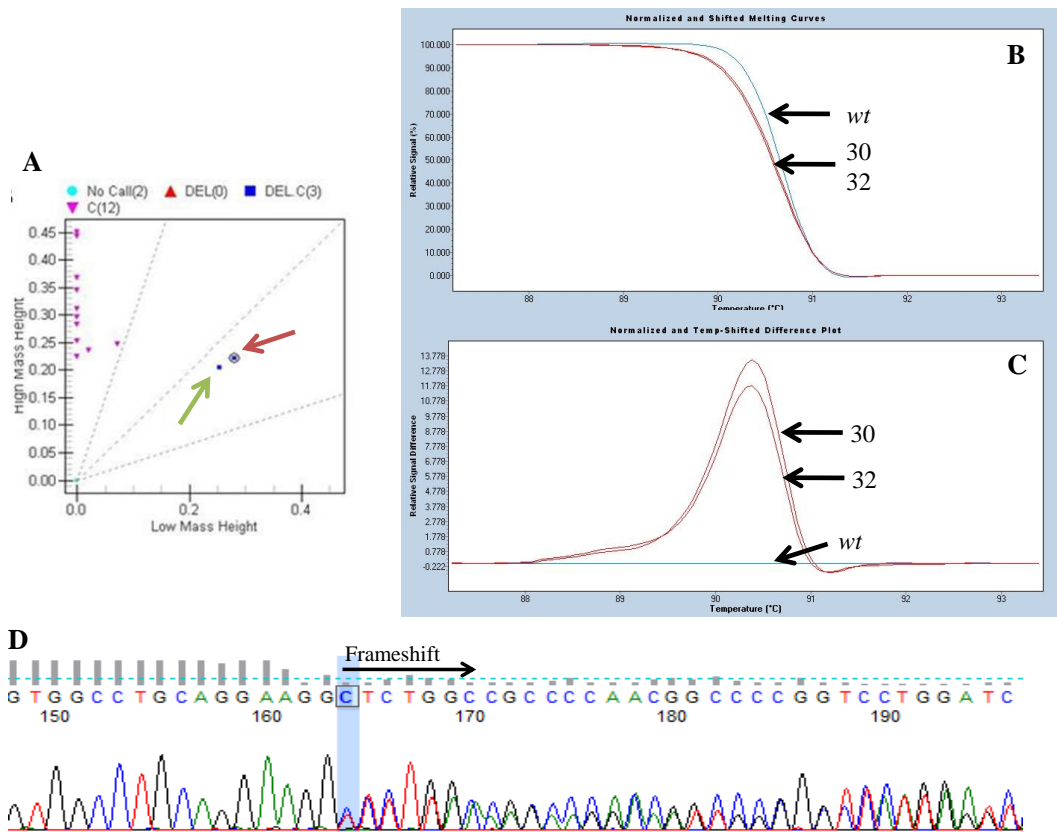 A
No Call(2) DEL(0) DEL.C(3)
C(12)
High Mass Height
0.45
0.40
0.35
0.30
0.25
0.20
0.15
0.10
0.05
0.00
0.0 0.2 0.4
Low Mass Height
Normalized and Shifted Melting Curves
B
Relative Signal (%)
100.000
90.000
80.000
70.000
60.000
50.000
40.000
30.000
20.000
10.000
0.000
wt
30
32
88 89 90 91 92 93
Temperature (°C)
Normalized and Temp-Shifted Difference Plot
C
Relative Signal Difference
13.778
12.778
11.778
10.778
9.778
8.778
7.778
6.778
5.778
4.778
3.778
2.778
1.778
0.778
-0.222
30
32
wt
88 89 90 91 92 93
Temperature (°C)
D
Frameshift
G T G G C C T G C A G G A A G G C T C T G G C C G C C C C A A C G G C C C C G G T C C T G G A T C
150 160 170 180 190